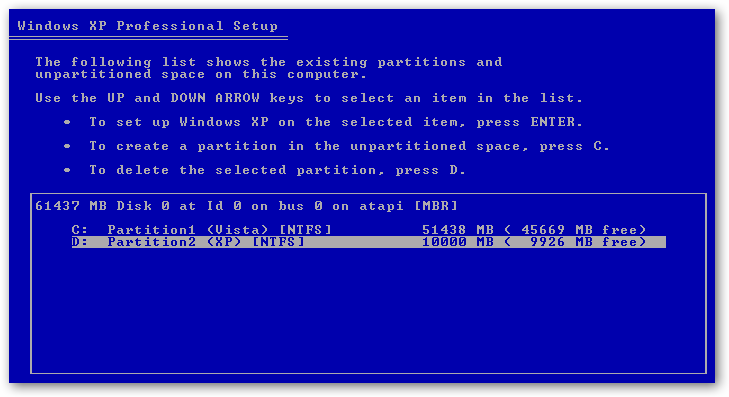 Windows XP Professional Setup
The following list shows the existing partitions and
unpartitioned space on this computer.
Use the UP and DOWN ARROW keys to select an item in the list.
• To set up Windows XP on the selected item, press ENTER.
• To create a partition in the unpartitioned space, press C.
• To delete the selected partition, press D.
61437 MB Disk 0 at Id 0 on bus 0 on atapi [MBR]
C: Partition1 (Vista) [NTFS] 51438 MB ( 45669 MB free)
D: Partition2 (XP) [NTFS] 10000 MB ( 9926 MB free)